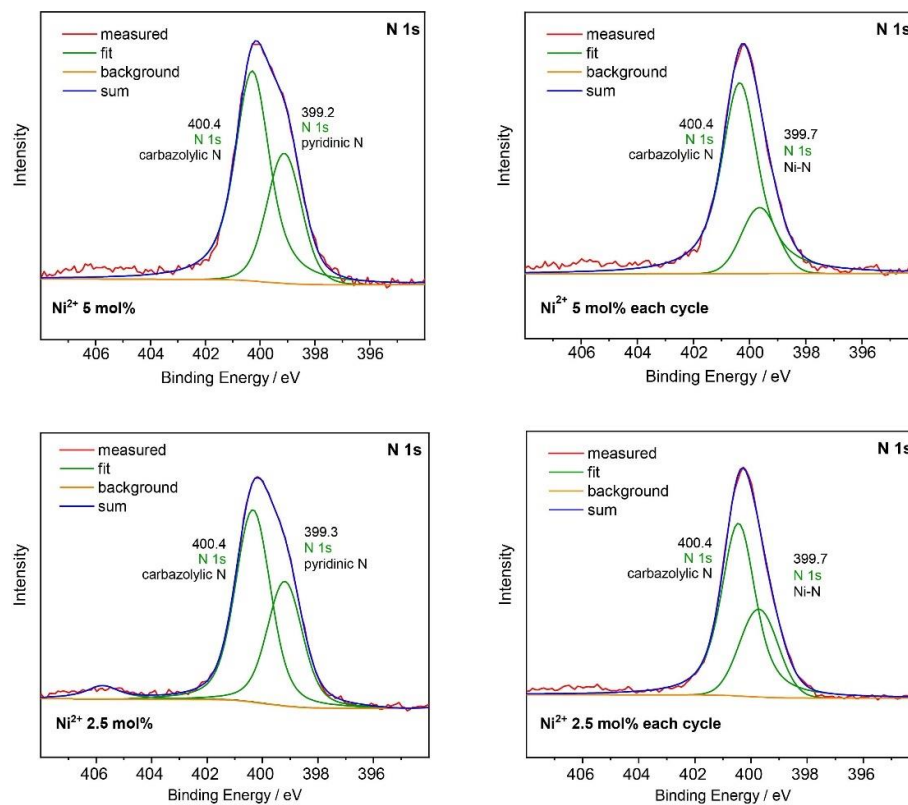 N 1s
measured
fit
background
sum
400.4
N 1s
carbazolylic N
399.2
N 1s
pyridinic N
Intensity
Ni²⁺ 5 mol%
406 404 402 400 398 396
Binding Energy / eV
N 1s
measured
fit
background
sum
400.4
N 1s
carbazolylic N
399.7
N 1s
Ni-N
Intensity
Ni²⁺ 5 mol% each cycle
406 404 402 400 398 396
Binding Energy / eV
N 1s
measured
fit
background
sum
400.4
N 1s
carbazolylic N
399.3
N 1s
pyridinic N
Intensity
Ni²⁺ 2.5 mol%
406 404 402 400 398 396
Binding Energy / eV
N 1s
measured
fit
background
sum
400.4
N 1s
carbazolylic N
399.7
N 1s
Ni-N
Intensity
Ni²⁺ 2.5 mol% each cycle
406 404 402 400 398 396
Binding Energy / eV